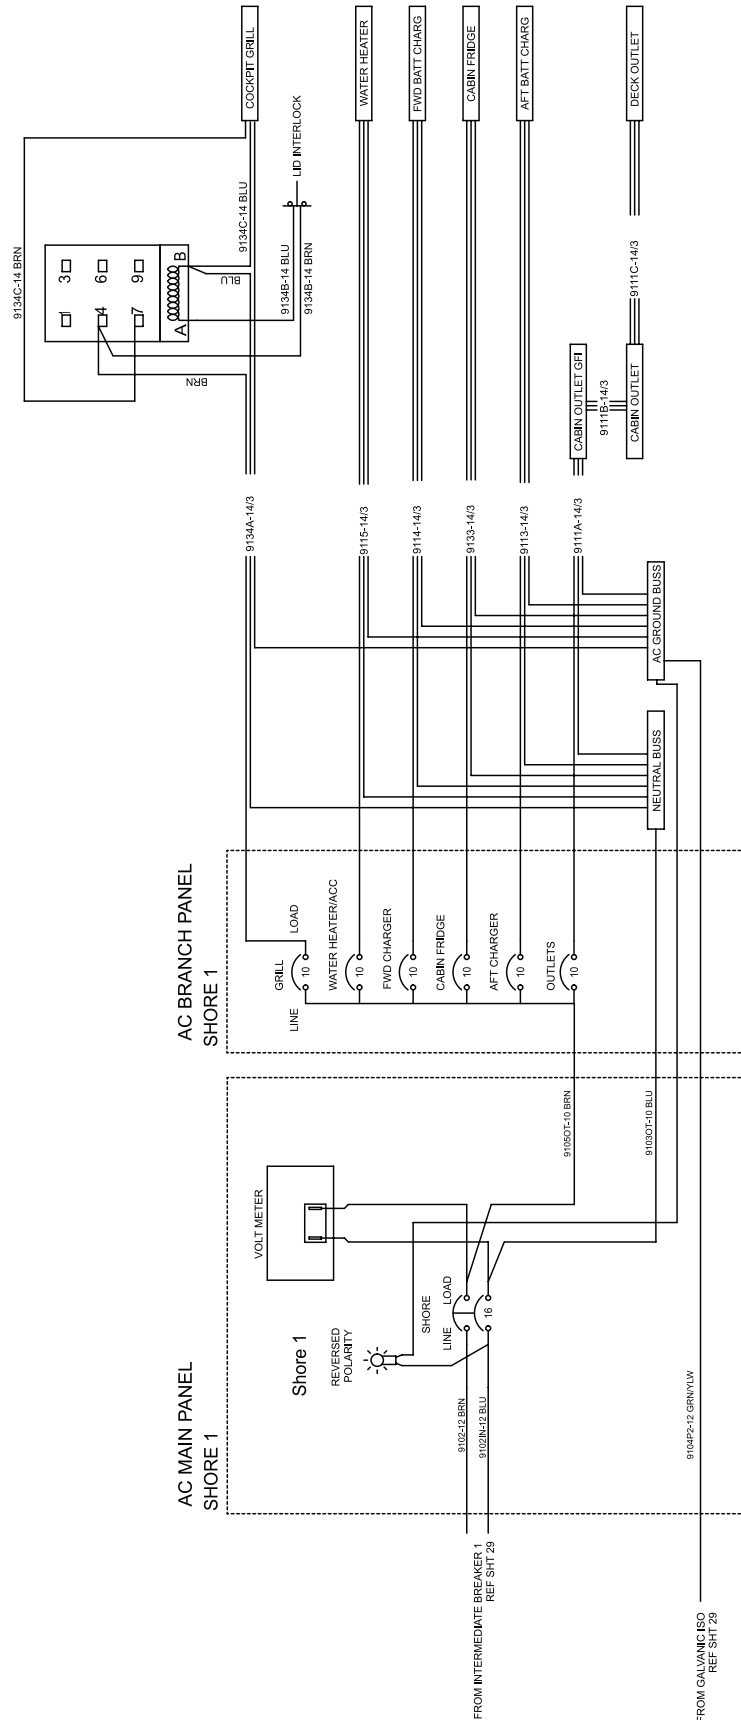 COCKPIT GRILL
WATER HEATER
FWD BATT CHARG
CABIN FRIDGE
AFT BATT CHARG
DECK OUTLET
LID INTERLOCK
9134C-14 BRN
9134C-14 BLU
9134B-14 BLU
9134B-14 BRN
1
3
4
6
7
9
A
B
BLU
BRN
9111C-14/3
CABIN OUTLET GFI
9111B-14/3
CABIN OUTLET
9134A-14/3
9115-14/3
9114-14/3
9133-14/3
9113-14/3
9111A-14/3
AC GROUND BUSS
NEUTRAL BUSS
AC BRANCH PANEL
SHORE 1
LOAD
GRILL
LINE
10
WATER HEATER/ACC
10
FWD CHARGER
10
CABIN FRIDGE
10
AFT CHARGER
10
OUTLETS
10
9105OT-10 BRN
9103OT-10 BLU
AC MAIN PANEL
SHORE 1
VOLT METER
Shore 1
REVERSED
POLARITY
SHORE
LOAD
LINE
16
9102-12 BRN
9102IN-12 BLU
9104P2-12 GRN/YLW
FROM INTERMEDIATE BREAKER 1
REF SHT 29
FROM GALVANIC ISO
REF SHT 29